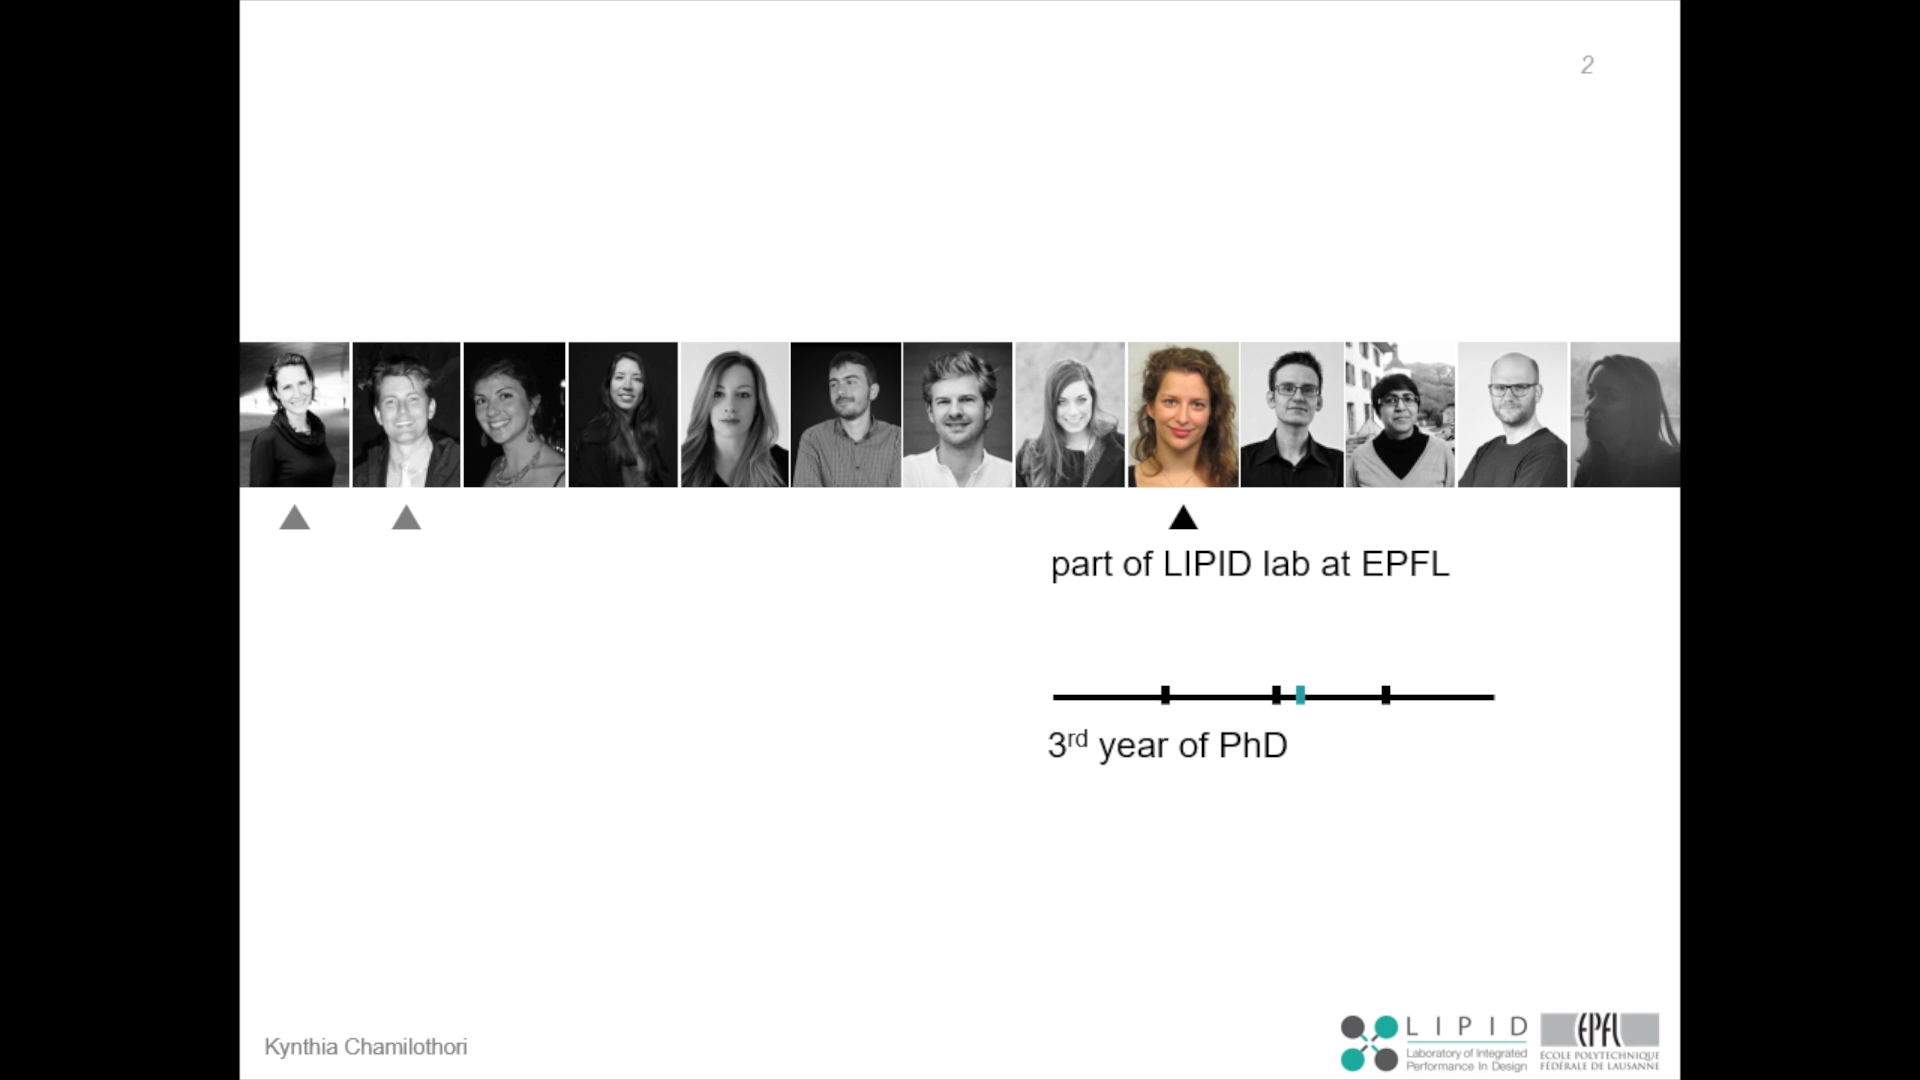 2
part of LIPID lab at EPFL
3rd year of PhD
Kynthia Chamilothori
LIPID
Laboratory of Integrated
Performance In Design
EPFL
ECOLE POLYTECHNIQUE
FÉDÉRALE DE LAUSANNE